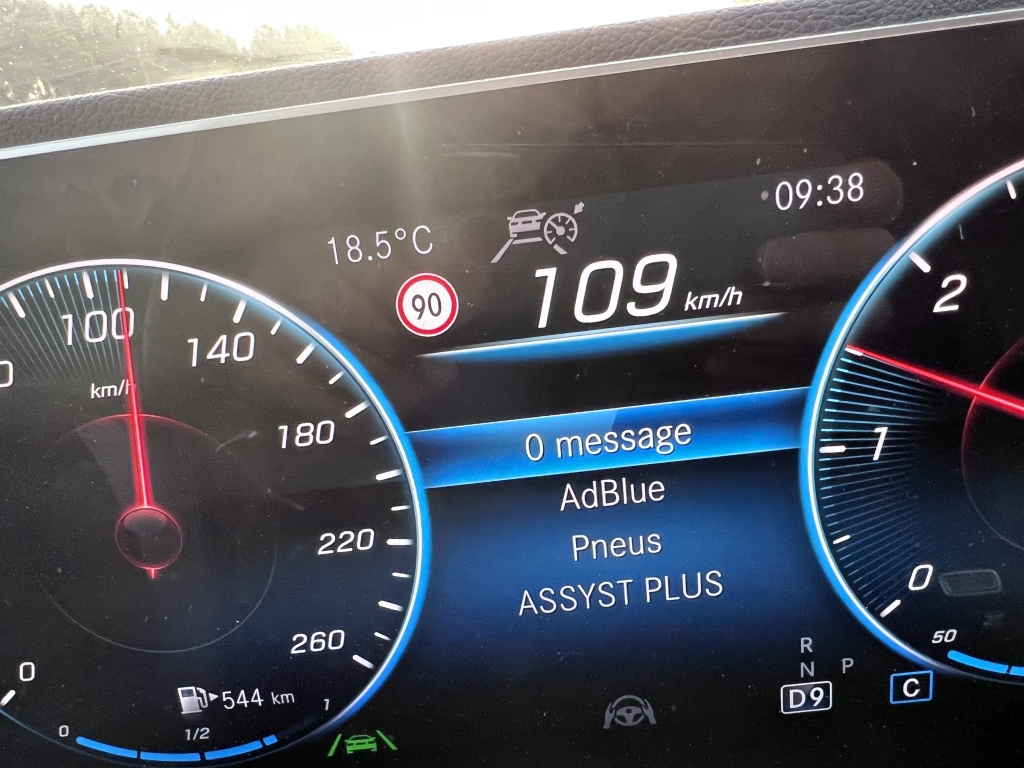 18.5°C
09:38
90
109 km/h
100
140
km/h
180
220
260
0
0 message
AdBlue
Pneus
ASSYST PLUS
2
1
0
50
R
N
P
D9
C
544 km
0
1/2
1